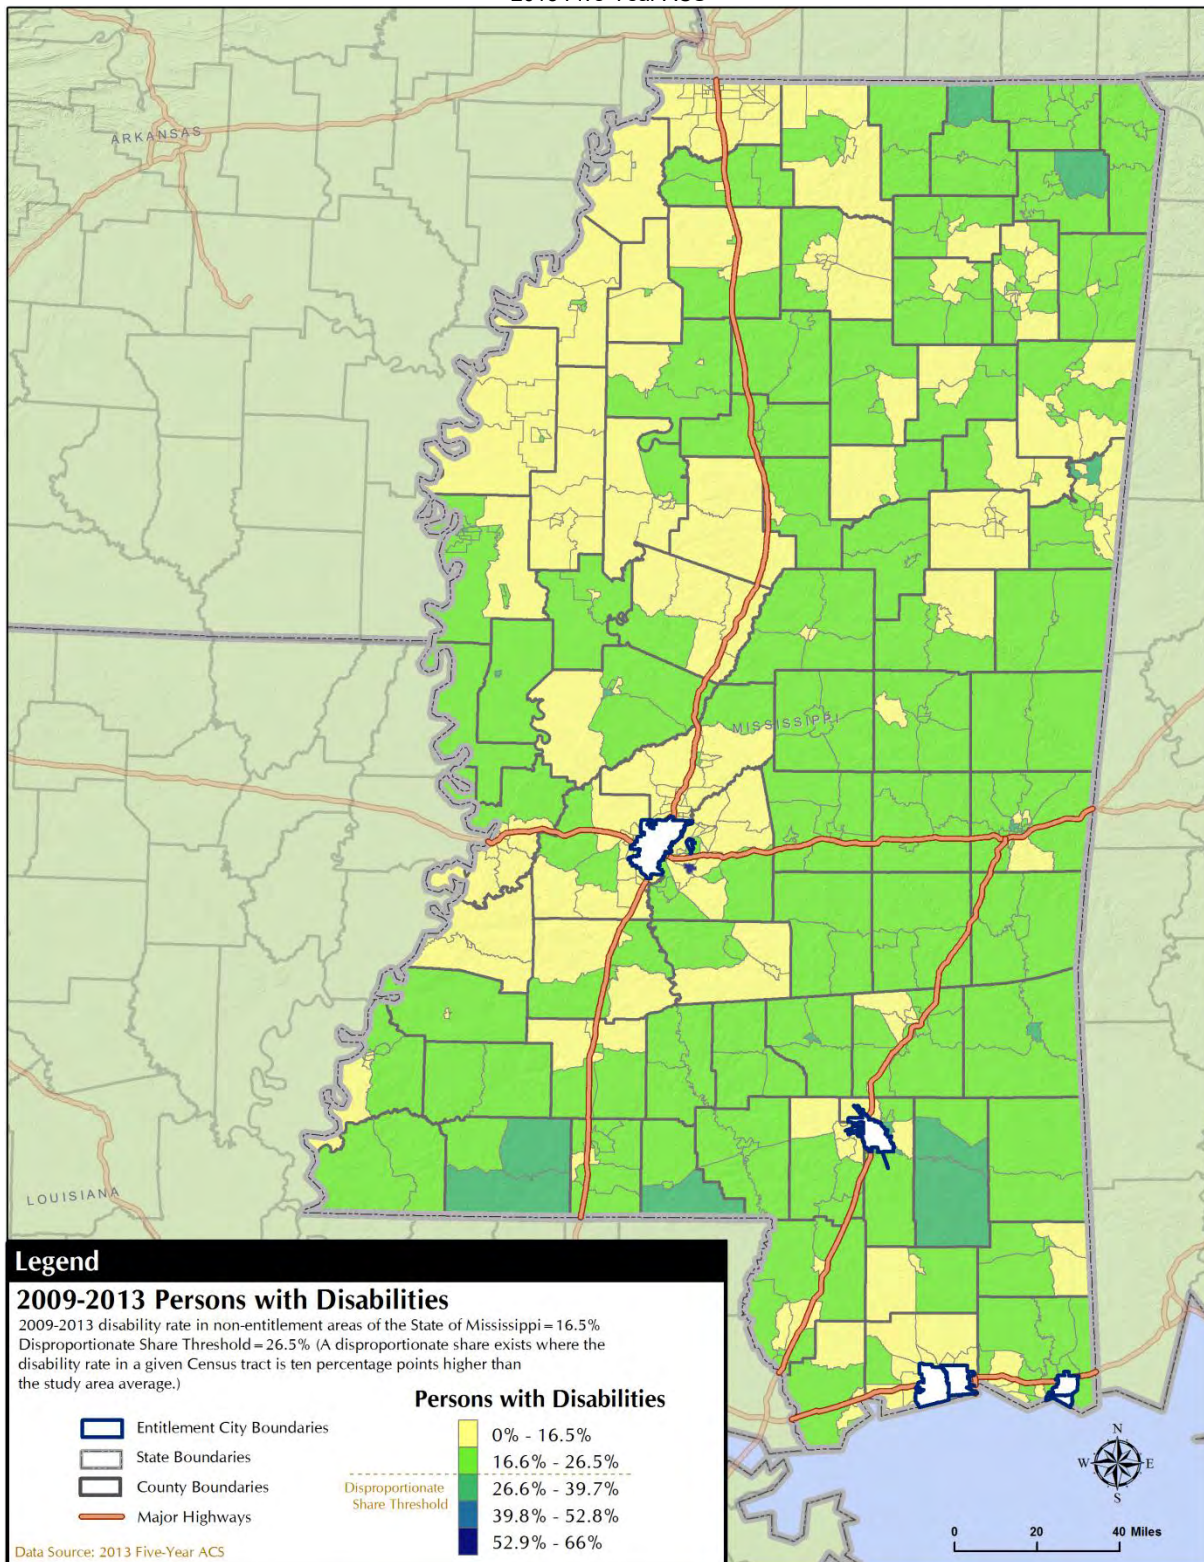 2013 Five-Year ACS
ARKANSAS
MISSISSIPPI
LOUISIANA
Legend
2009-2013 Persons with Disabilities
2009-2013 disability rate in non-entitlement areas of the State of Mississippi = 16.5%
Disproportionate Share Threshold = 26.5% (A disproportionate share exists where the
disability rate in a given Census tract is ten percentage points higher than
the study area average.)
Entitlement City Boundaries
State Boundaries
County Boundaries
Major Highways
Data Source: 2013 Five-Year ACS
Persons with Disabilities
0% - 16.5%
16.6% - 26.5%
Disproportionate
Share Threshold
26.6% - 39.7%
39.8% - 52.8%
52.9% - 66%
N
W
E
S
0 20 40 Miles